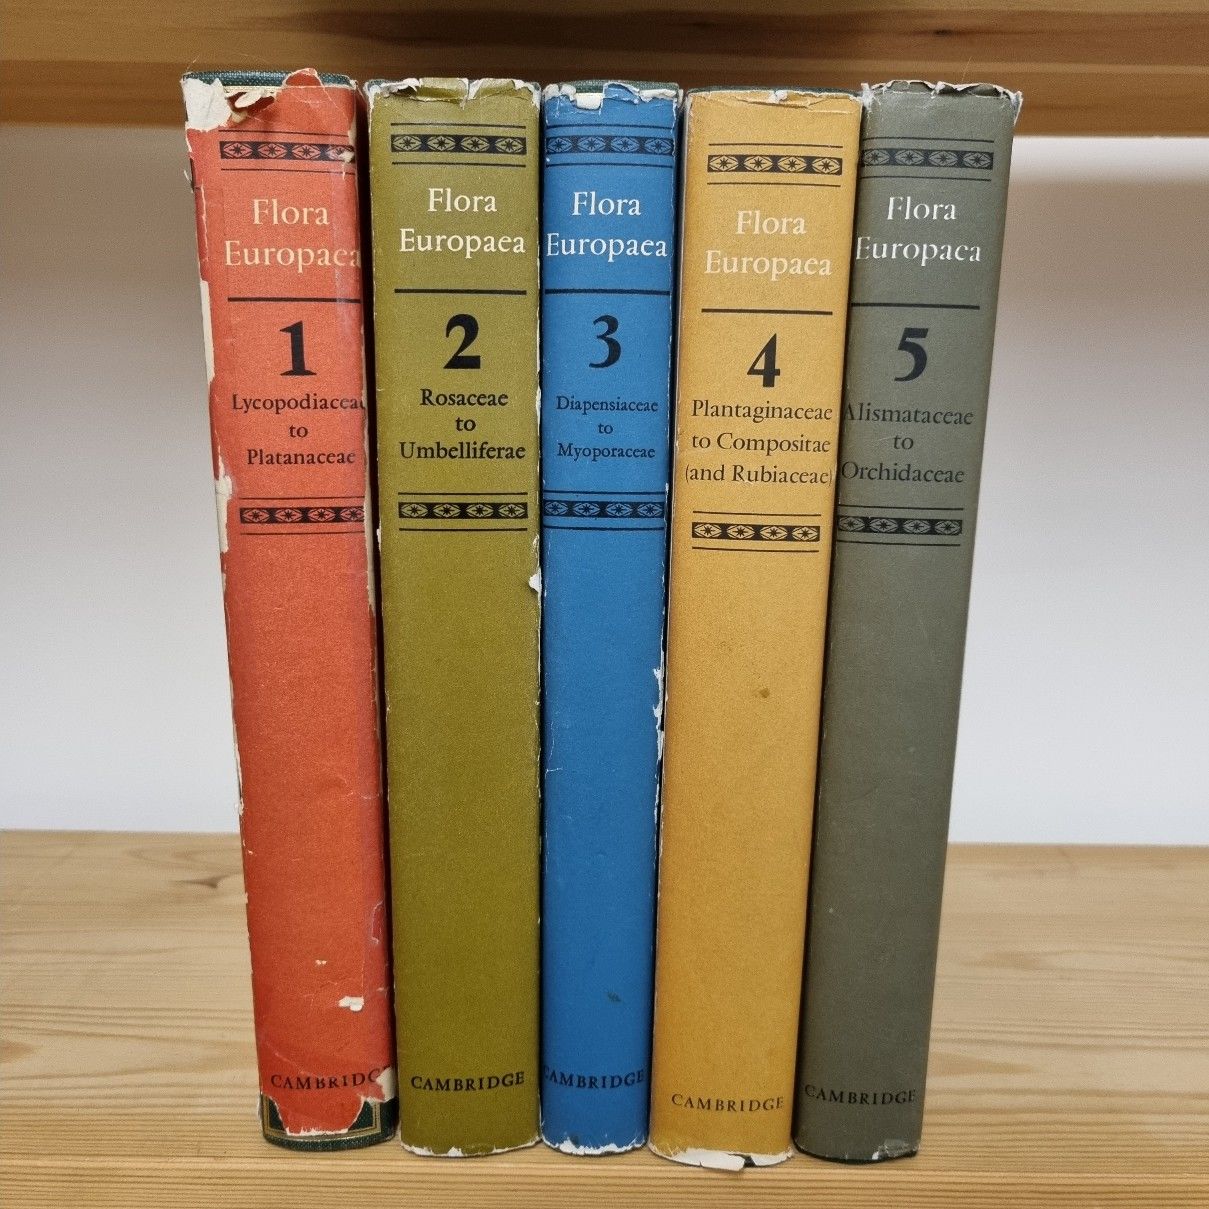 Flora
Europaea
1
Lycopodiaceae
to
Platanaceae
CAMBRIDGE
Flora
Europaea
2
Rosaceae
to
Umbelliferae
CAMBRIDGE
Flora
Europaea
3
Diapensiaceae
to
Myoporaceae
CAMBRIDGE
Flora
Europaea
4
Plantaginaceae
to Compositae
(and Rubiaceae)
CAMBRIDGE
Flora
Europaea
5
Alismataceae
to
Orchidaceae
CAMBRIDGE